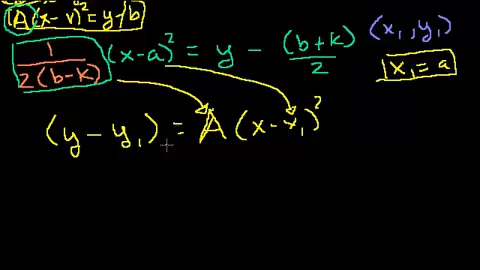 A(x-v)²=y-b
1/2(b-k) (x-a)² = y - (b+k)/2
(x₁,y₁)
x₁=a
(y-y₁) = A(x-x₁)²